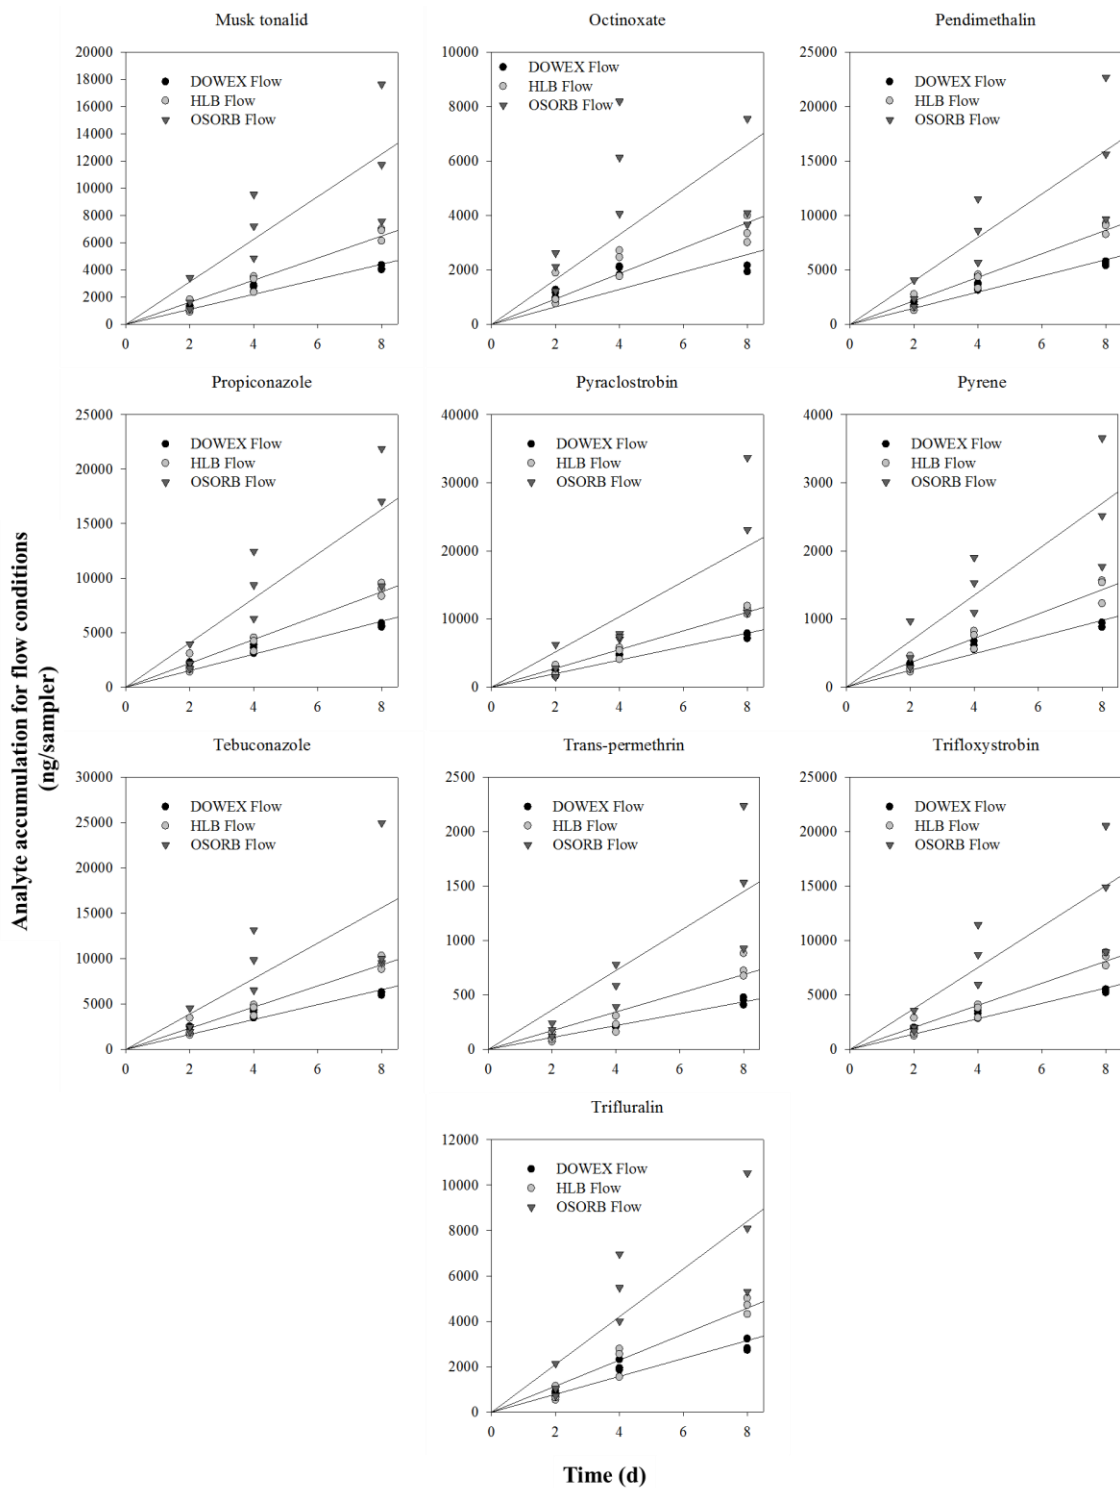 Musk tonalid
20000
18000
16000
14000
12000
10000
8000
6000
4000
2000
0
DOWEX Flow
HLB Flow
OSORB Flow
0 2 4 6 8
Octinoxate
10000
8000
6000
4000
2000
0
DOWEX Flow
HLB Flow
OSORB Flow
0 2 4 6 8
Pendimethalin
25000
20000
15000
10000
5000
0
DOWEX Flow
HLB Flow
OSORB Flow
0 2 4 6 8
Propiconazole
25000
20000
15000
10000
5000
0
DOWEX Flow
HLB Flow
OSORB Flow
0 2 4 6 8
Pyraclostrobin
40000
30000
20000
10000
0
DOWEX Flow
HLB Flow
OSORB Flow
0 2 4 6 8
Pyrene
4000
3000
2000
1000
0
DOWEX Flow
HLB Flow
OSORB Flow
0 2 4 6 8
Analyte accumulation for flow conditions
(ng/sampler)
Tebuconazole
30000
25000
20000
15000
10000
5000
0
DOWEX Flow
HLB Flow
OSORB Flow
0 2 4 6 8
Trans-permethrin
2500
2000
1500
1000
500
0
DOWEX Flow
HLB Flow
OSORB Flow
0 2 4 6 8
Trifloxystrobin
25000
20000
15000
10000
5000
0
DOWEX Flow
HLB Flow
OSORB Flow
0 2 4 6 8
Trifluralin
12000
10000
8000
6000
4000
2000
0
DOWEX Flow
HLB Flow
OSORB Flow
0 2 4 6 8
Time (d)